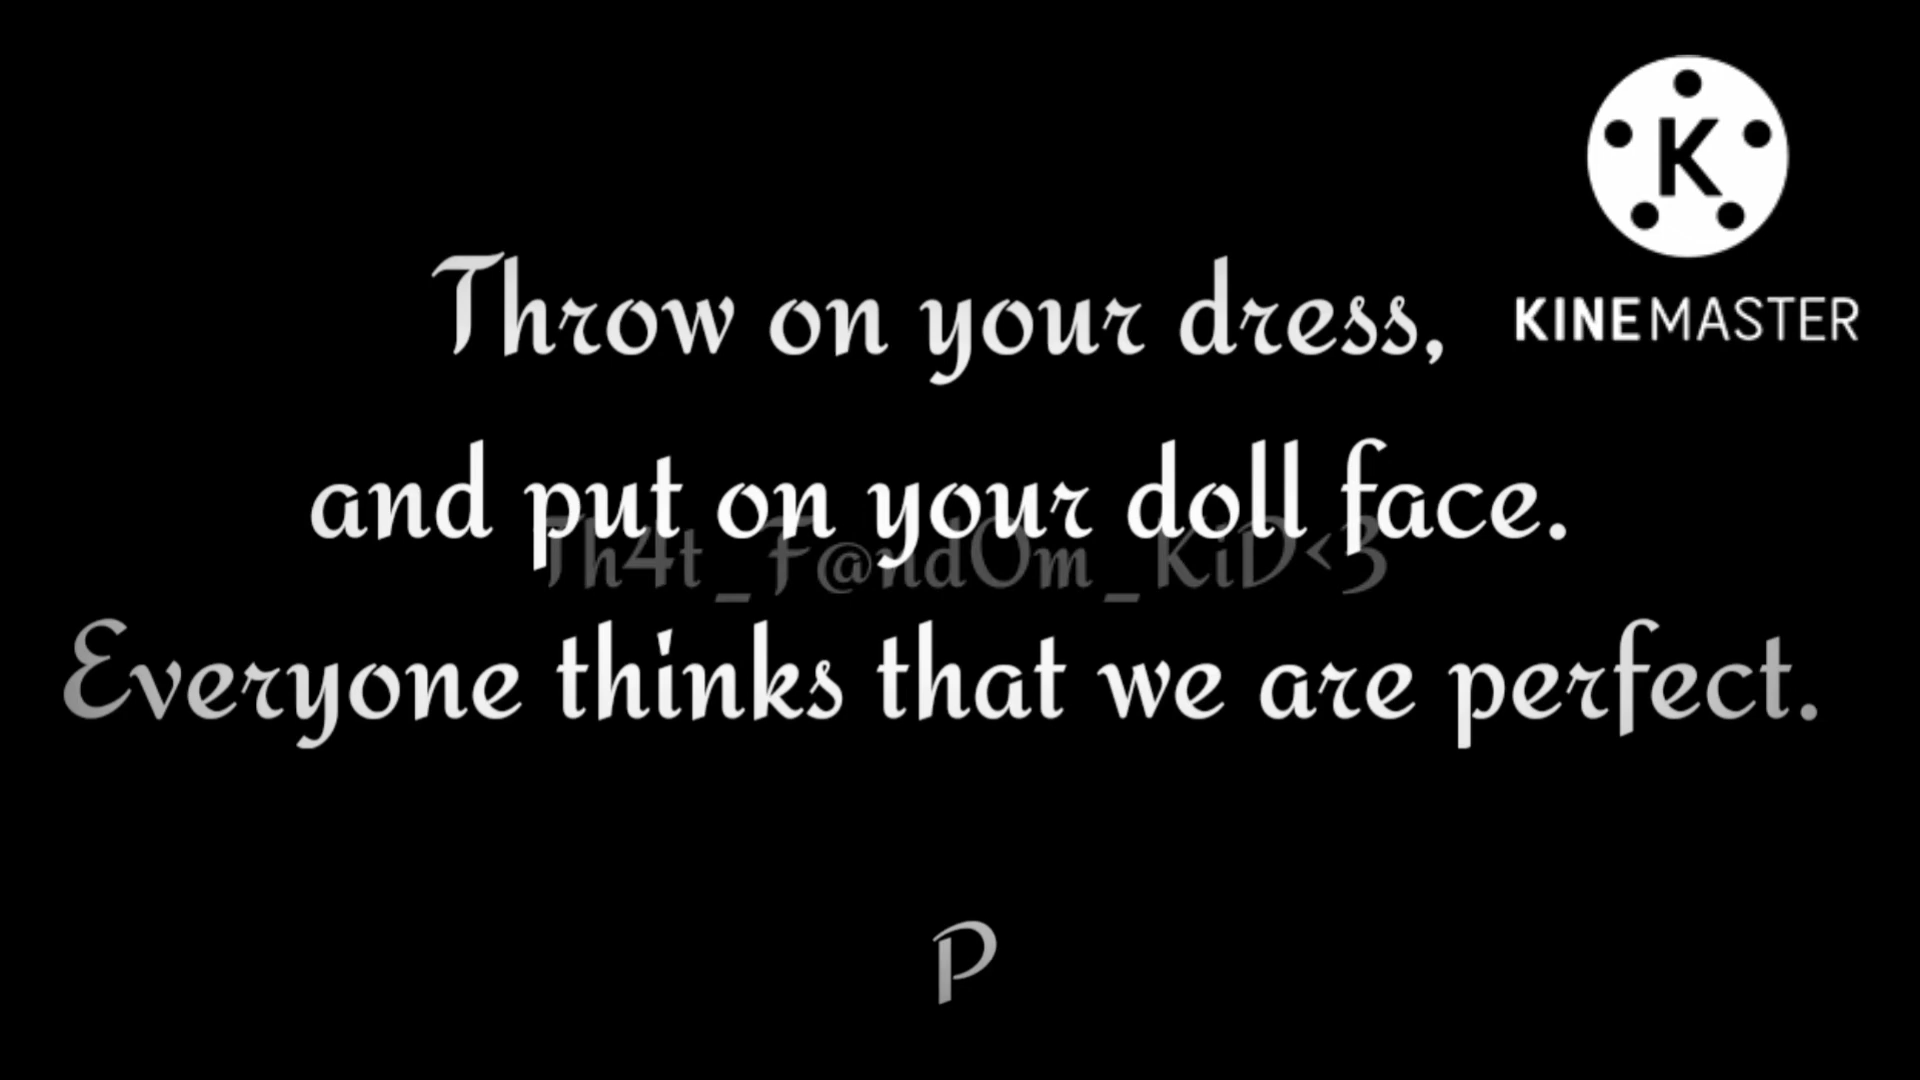 KINEMASTER
Throw on your dress,
and put on your doll face.
Th4t_F@ndOm_KiD<3
Everyone thinks that we are perfect.
P